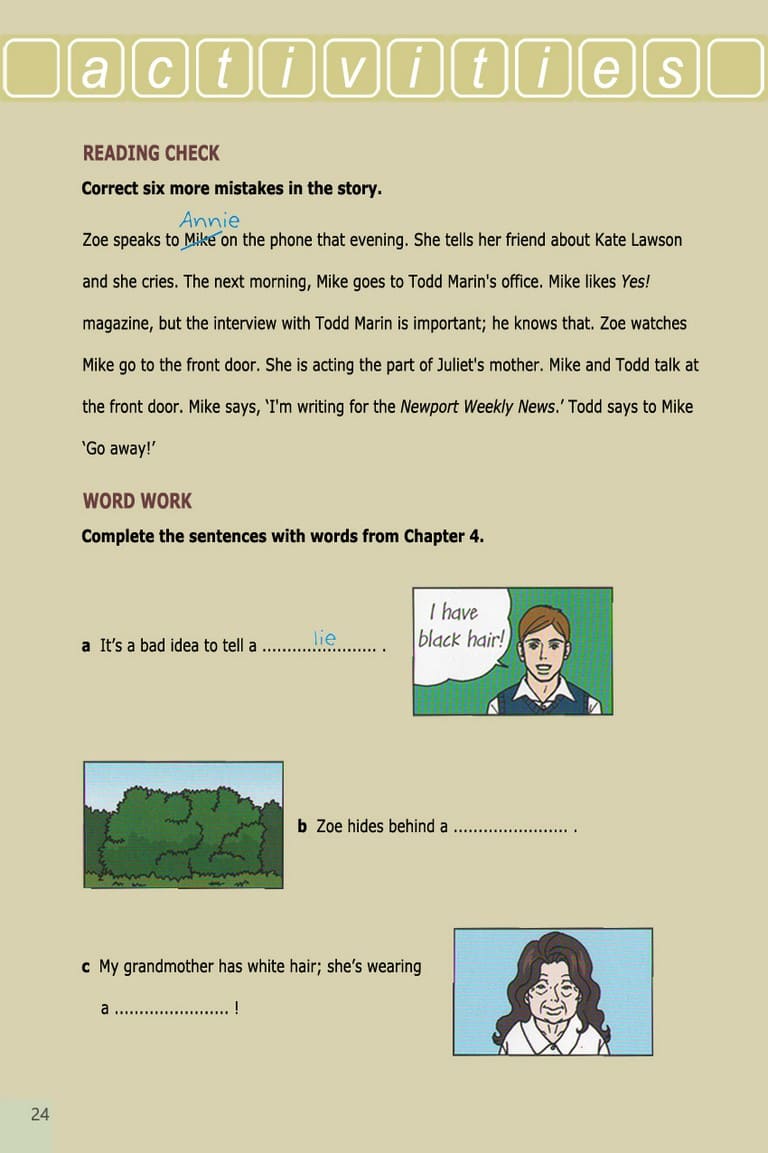 activities
READING CHECK
Correct six more mistakes in the story.
Annie
Zoe speaks to Mike on the phone that evening. She tells her friend about Kate Lawson
and she cries. The next morning, Mike goes to Todd Marin's office. Mike likes Yes!
magazine, but the interview with Todd Marin is important; he knows that. Zoe watches
Mike go to the front door. She is acting the part of Juliet's mother. Mike and Todd talk at
the front door. Mike says, ‘I'm writing for the Newport Weekly News.’ Todd says to Mike
‘Go away!’
WORD WORK
Complete the sentences with words from Chapter 4.
I have
black hair!
a It's a bad idea to tell a ....................... .
lie
b Zoe hides behind a ....................... .
c My grandmother has white hair; she's wearing
a ....................... !
24